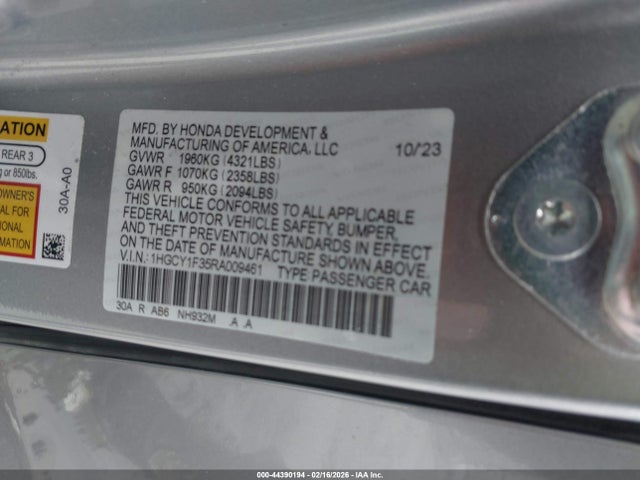 ATION
REAR 3
g or 850lbs.
OWNER'S
AL FOR
IONAL
RMATION
30A-A0
MFD. BY HONDA DEVELOPMENT &
MANUFACTURING OF AMERICA, LLC 10/23
GVWR 1960KG (4321LBS)
GAWR F 1070KG (2358LBS)
GAWR R 950KG (2094LBS)
THIS VEHICLE CONFORMS TO ALL APPLICABLE
FEDERAL MOTOR VEHICLE SAFETY, BUMPER,
AND THEFT PREVENTION STANDARDS IN EFFECT
ON THE DATE OF MANUFACTURE SHOWN ABOVE.
V.I.N.: 1HGCY1F35RA009461 TYPE PASSENGER CAR
30A R AB6 NH932M .A .A
000-44390194 - 02/16/2026 - IAA Inc.